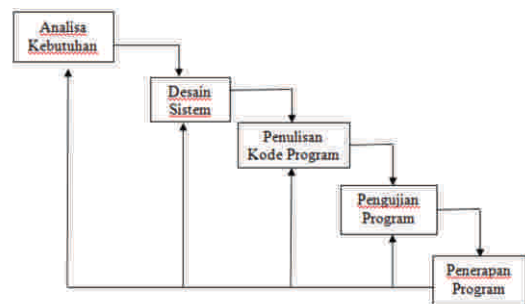 Analisa
Kebutuhan
Desain
Sistem
Penulisan
Kode Program
Pengujian
Program
Penerapan
Program